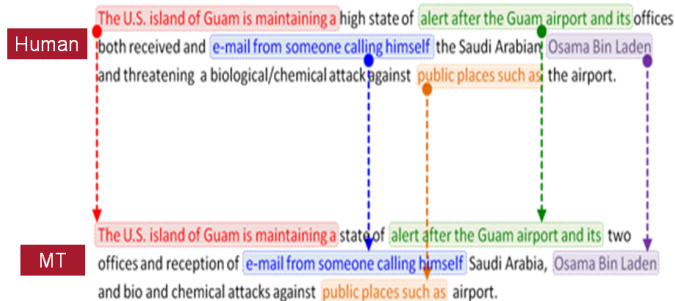 Human
The U.S. island of Guam is maintaining a high state of alert after the Guam airport and its offices
both received and e-mail from someone calling himself the Saudi Arabian Osama Bin Laden
and threatening a biological/chemical attack against public places such as the airport.
MT
The U.S. island of Guam is maintaining a state of alert after the Guam airport and its two
offices and reception of e-mail from someone calling himself Saudi Arabia, Osama Bin Laden
and bio and chemical attacks against public places such as airport.